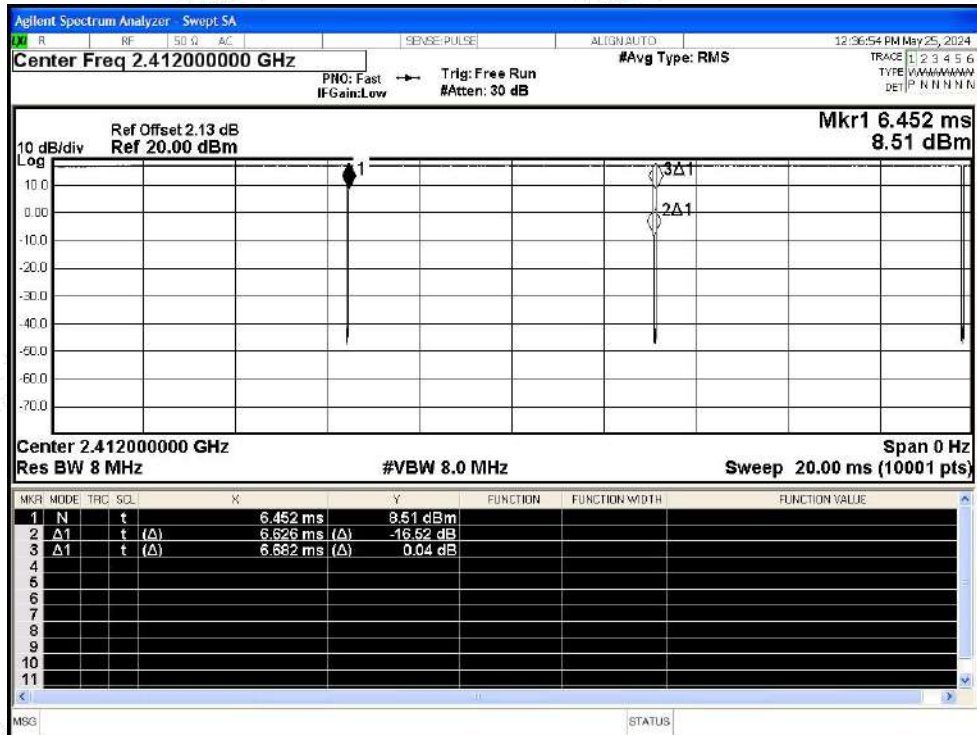 Agilent Spectrum Analyzer - Swept SA
LXI R RF 50 Ω AC SENSE:PULSE ALIGN AUTO 12:36:54 PM May 25, 2024
Center Freq 2.412000000 GHz
PNO: Fast
IFGain:Low
Trig: Free Run
#Atten: 30 dB
#Avg Type: RMS
TRACE 1 2 3 4 5 6
TYPE
DET P N N N N N
Mkr1 6.452 ms
8.51 dBm
Ref Offset 2.13 dB
10 dB/div Ref 20.00 dBm
Log
10.0
0.00
-10.0
-20.0
-30.0
-40.0
-50.0
-60.0
-70.0
1
3Δ1
2Δ1
Center 2.412000000 GHz Span 0 Hz
Res BW 8 MHz #VBW 8.0 MHz Sweep 20.00 ms (10001 pts)
MKR MODE TRC SCL X Y FUNCTION FUNCTION WIDTH FUNCTION VALUE
1 N t 6.452 ms 8.51 dBm
2 Δ1 t (Δ) 6.626 ms (Δ) -16.52 dB
3 Δ1 t (Δ) 6.682 ms (Δ) 0.04 dB
4
5
6
7
8
9
10
11
MSG STATUS